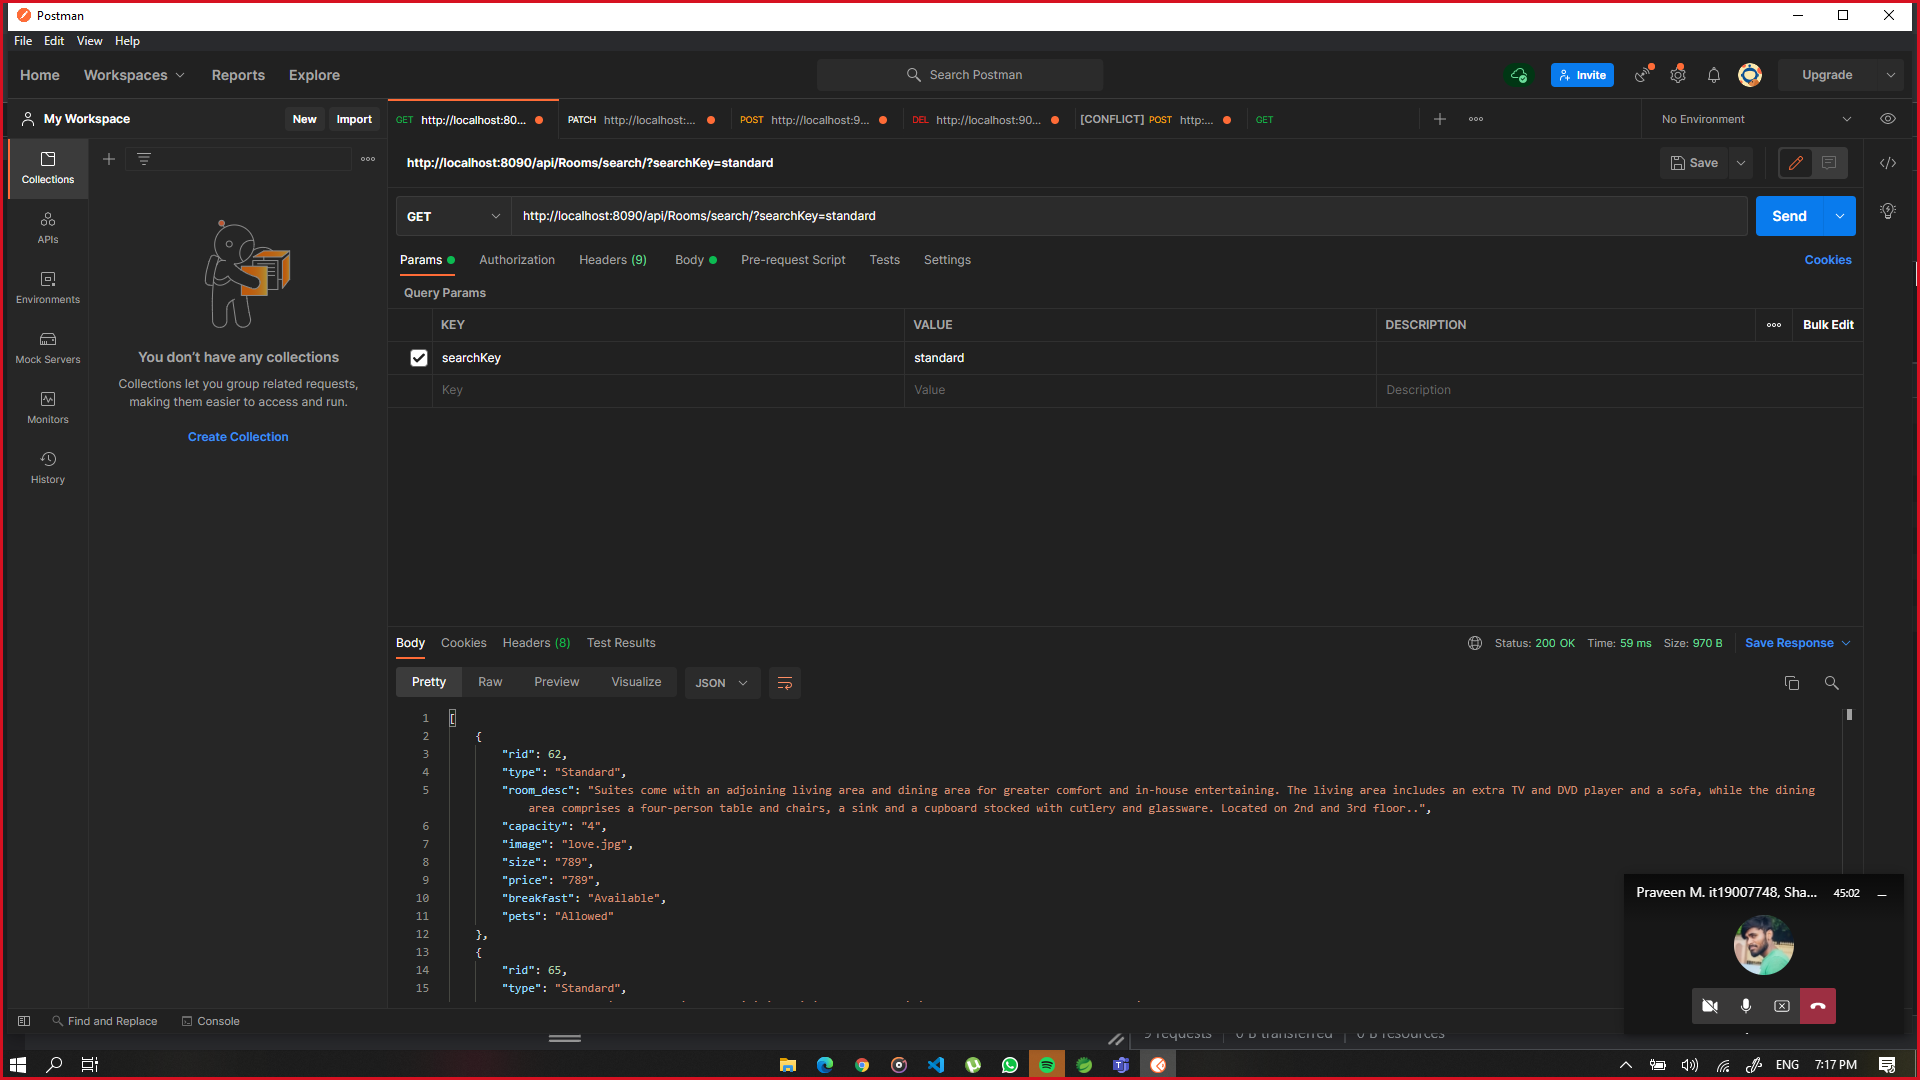 Postman
File Edit View Help
Home Workspaces Reports Explore
Search Postman
Invite
Upgrade
My Workspace
New Import
GET http://localhost:80...
PATCH http://localhost:...
POST http://localhost:9...
DEL http://localhost:90...
[CONFLICT] POST http:...
GET
No Environment
Collections
APIs
Environments
Mock Servers
Monitors
History
You don't have any collections
Collections let you group related requests,
making them easier to access and run.
Create Collection
http://localhost:8090/api/Rooms/search/?searchKey=standard
Save
GET http://localhost:8090/api/Rooms/search/?searchKey=standard
Send
Params Authorization Headers (9) Body Pre-request Script Tests Settings
Cookies
Query Params
KEY VALUE DESCRIPTION
Bulk Edit
searchKey standard
Key Value Description
Body Cookies Headers (8) Test Results
Status: 200 OK Time: 59 ms Size: 970 B Save Response
Pretty Raw Preview Visualize JSON
1 [
2 {
3 "rid": 62,
4 "type": "Standard",
5 "room_desc": "Suites come with an adjoining living area and dining area for greater comfort and in-house entertaining. The living area includes an extra TV and DVD player and a sofa, while the dining
area comprises a four-person table and chairs, a sink and a cupboard stocked with cutlery and glassware. Located on 2nd and 3rd floor..",
6 "capacity": "4",
7 "image": "love.jpg",
8 "size": "789",
9 "price": "789",
10 "breakfast": "Available",
11 "pets": "Allowed"
12 },
13 {
14 "rid": 65,
15 "type": "Standard",
Praveen M. it19007748, Sha... 45:02
Find and Replace Console
9 requests 0 B transferred 0 B resources
ENG 7:17 PM